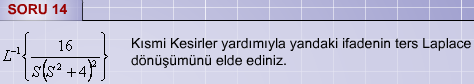 SORU 14
L⁻¹{16 / (S(S² + 4)²)}
Kısmi Kesirler yardımıyla yandaki ifadenin ters Laplace
dönüşümünü elde ediniz.